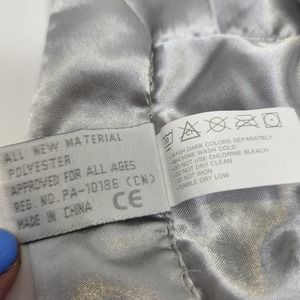 ALL NEW MATERIAL
POLYESTER
APPROVED FOR ALL AGES
REG. NO. PA-10186 (CN)
MADE IN CHINA CE
WASH DARK COLORS SEPARATELY
MACHINE WASH COLD
DO NOT USE CHLORINE BLEACH
DO NOT DRY CLEAN
DO NOT IRON
TUMBLE DRY LOW